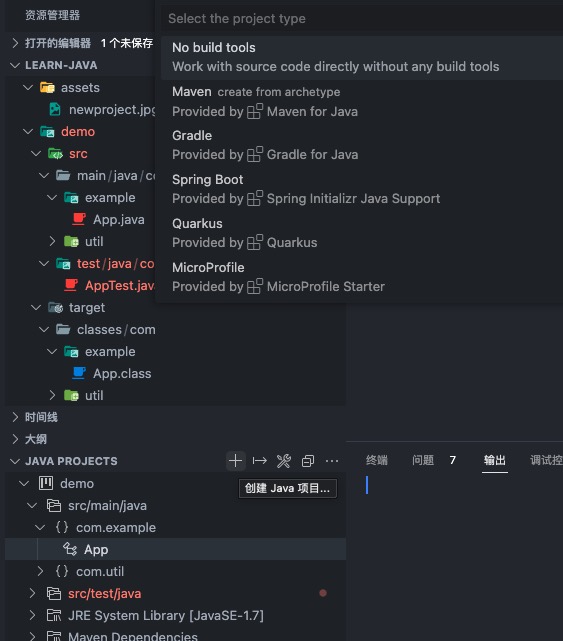 资源管理器
打开的编辑器 1 个未保存
LEARN-JAVA
assets
newproject.jpg
demo
src
main/java/co
example
App.java
util
test/java/co
AppTest.java
target
classes/com
example
App.class
util
时间线
大纲
JAVA PROJECTS
创建 Java 项目...
demo
src/main/java
com.example
App
com.util
src/test/java
JRE System Library [JavaSE-1.7]
Maven Dependencies
Select the project type
No build tools
Work with source code directly without any build tools
Maven create from archetype
Provided by Maven for Java
Gradle
Provided by Gradle for Java
Spring Boot
Provided by Spring Initializr Java Support
Quarkus
Provided by Quarkus
MicroProfile
Provided by MicroProfile Starter
终端 问题 7 输出 调试控